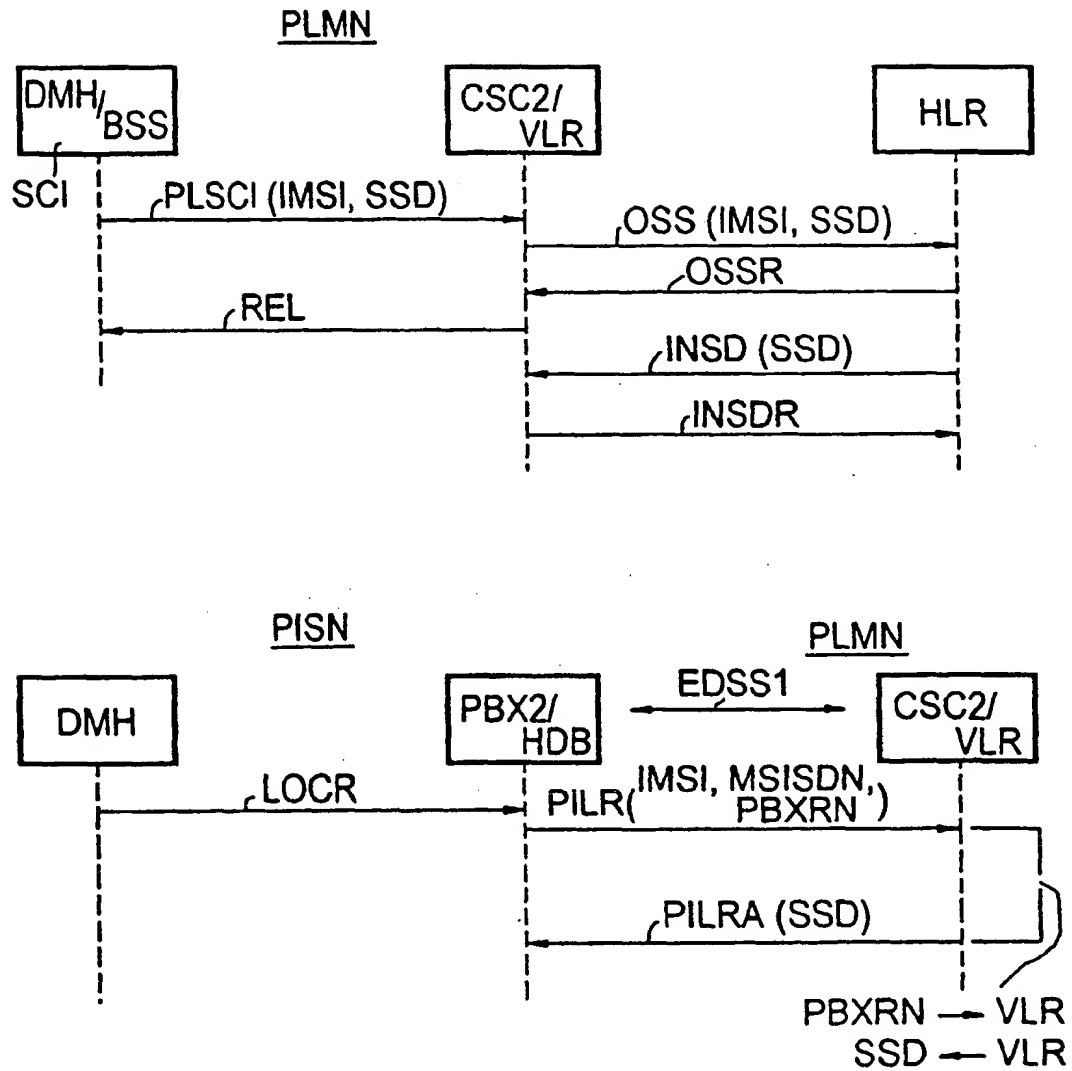 PLMN
DMH/
BSS
CSC2/
VLR
HLR
SCI
PLSCI (IMSI, SSD)
OSS (IMSI, SSD)
OSSR
REL
INSD (SSD)
INSDR
PISN
PLMN
DMH
PBX2/
HDB
EDSS1
CSC2/
VLR
LOCR
PILR(IMSI, MSISDN,
PBXRN)
PILRA (SSD)
PBXRN → VLR
SSD ← VLR